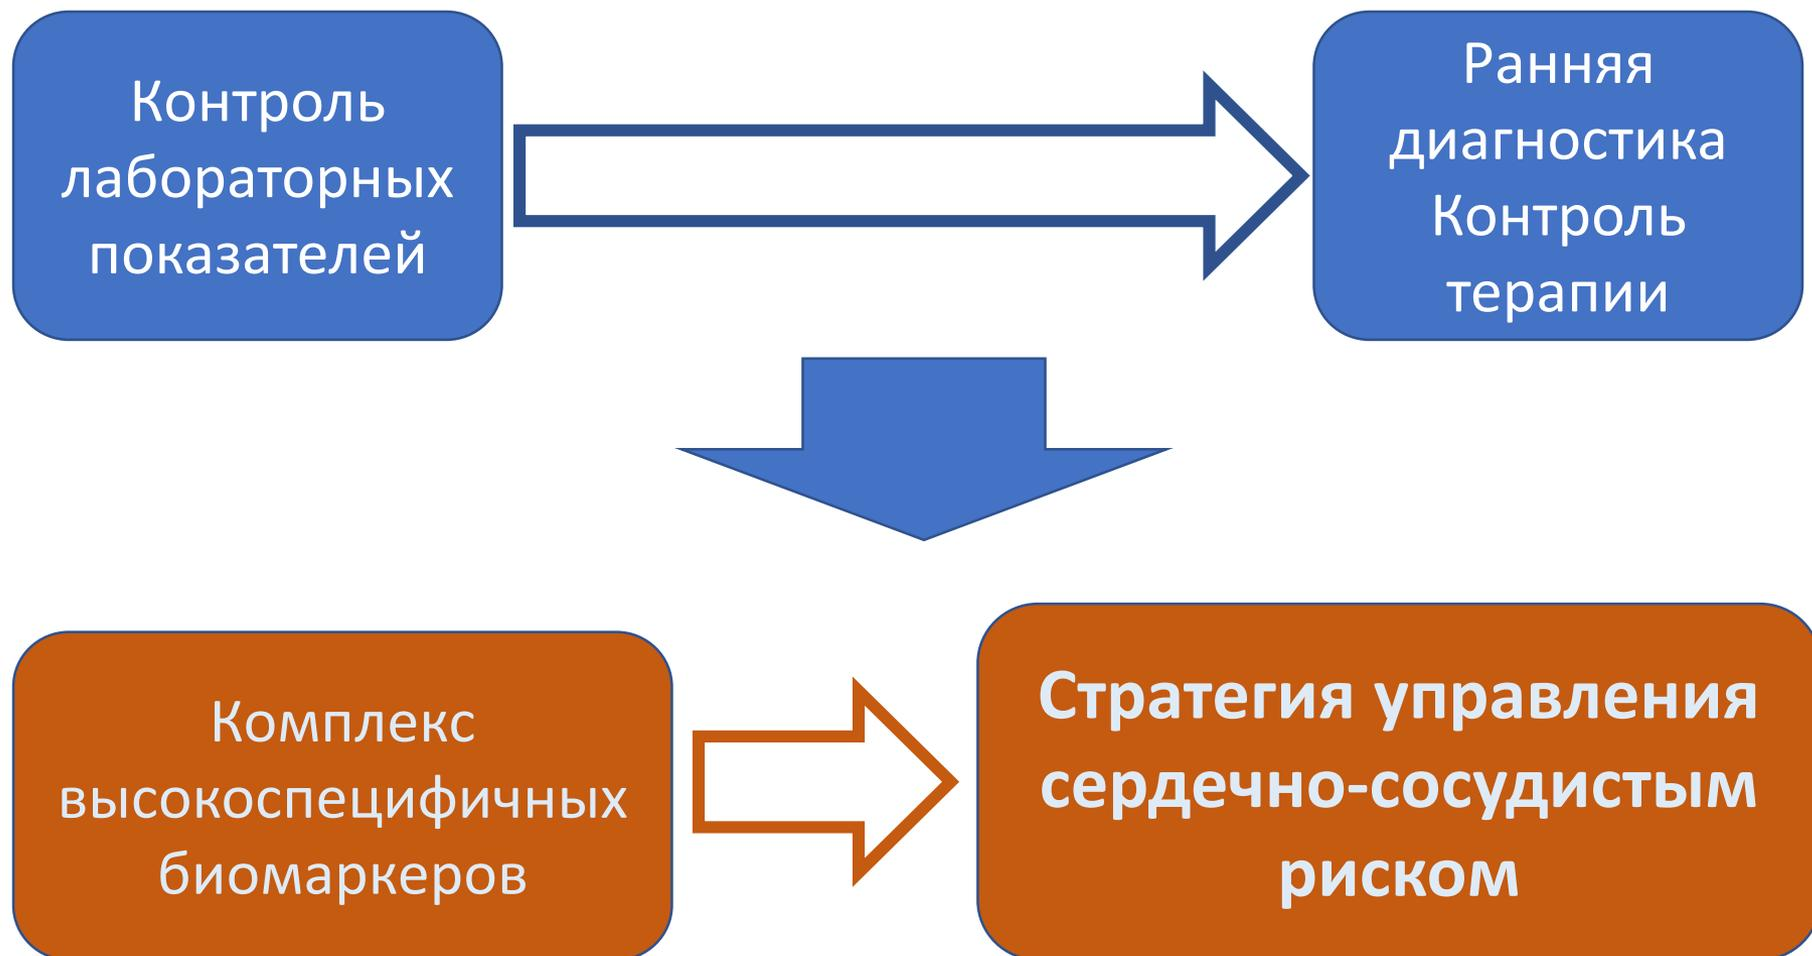 Контроль
лабораторных
показателей
Ранняя
диагностика
Контроль
терапии
Комплекс
высокоспецифичных
биомаркеров
Стратегия управления
сердечно-сосудистым
риском